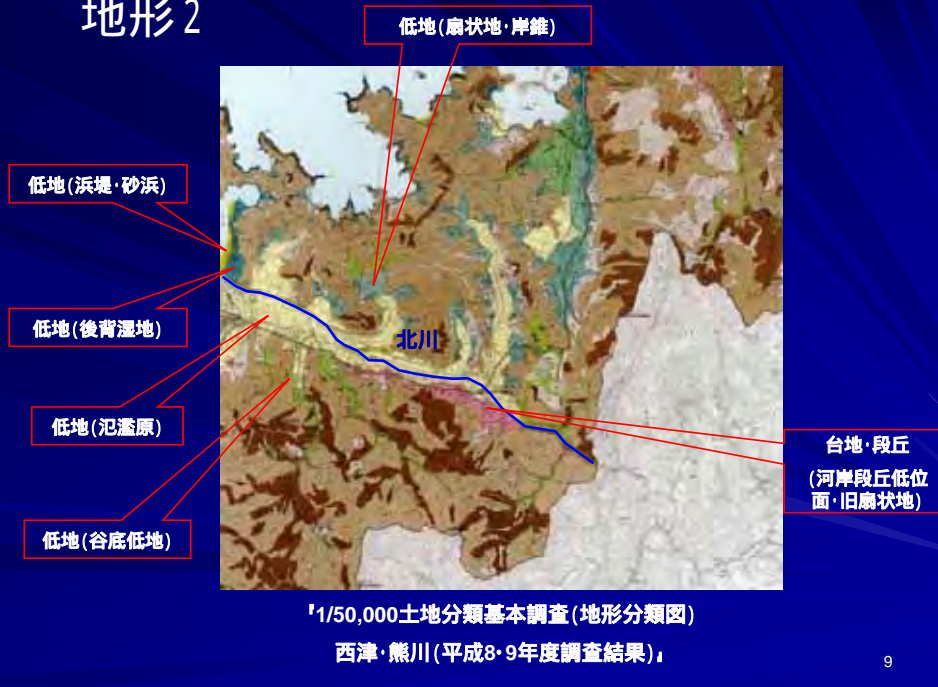 地形2
低地(扇状地･崖錐)
低地(浜堤･砂浜)
低地(後背湿地)
北川
低地(氾濫原)
台地･段丘
(河岸段丘低位
面･旧扇状地)
低地(谷底低地)
『1/50,000土地分類基本調査(地形分類図)
西津･熊川(平成8･9年度調査結果)』
9